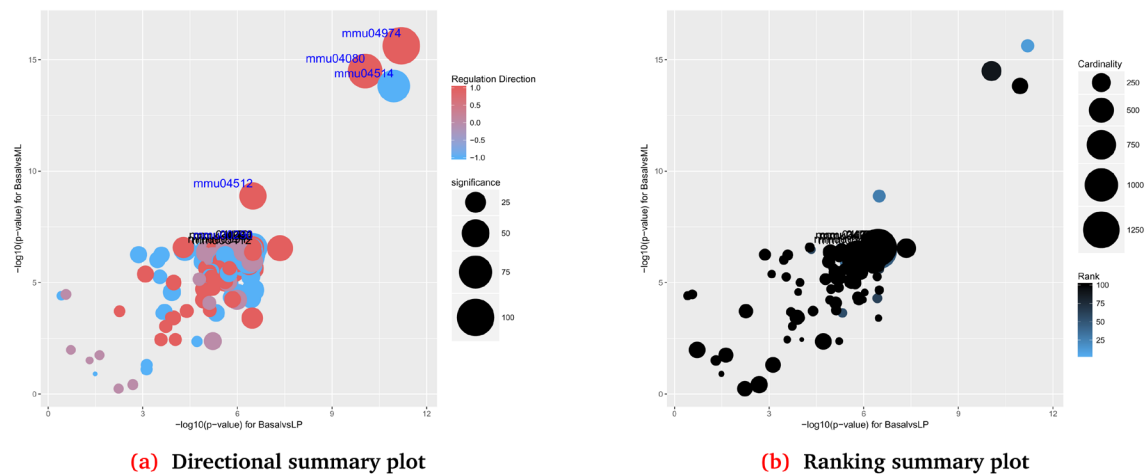 mmu04974
mmu04080
mmu04514
mmu04512
15
10
5
0
0
3
6
9
12
-log10(p-value) for BasalvsML
-log10(p-value) for BasalvsLP
Regulation Direction
1.0
0.5
0.0
-0.5
-1.0
significance
25
50
75
100
(a) Directional summary plot
15
10
5
0
0
3
6
9
12
-log10(p-value) for BasalvsML
-log10(p-value) for BasalvsLP
Cardinality
250
500
750
1000
1250
Rank
100
75
50
25
(b) Ranking summary plot